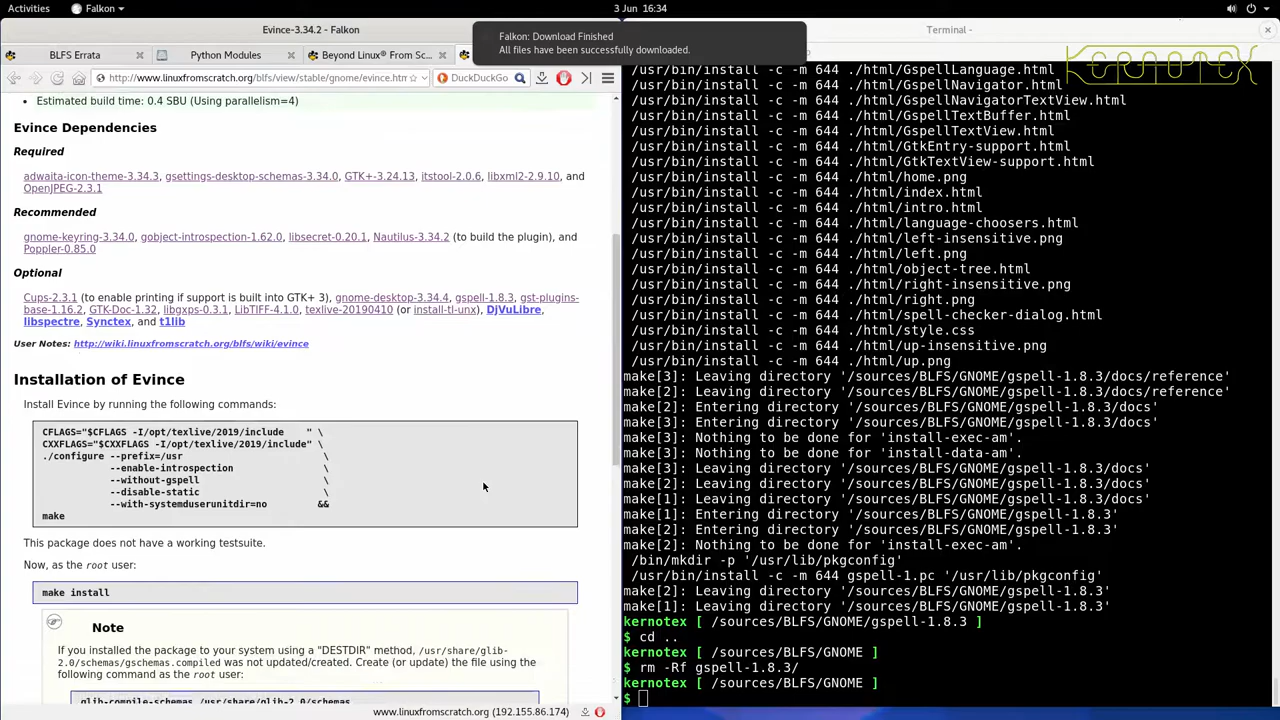 Activities
Falkon
3 Jun 16:34
Evince-3.34.2 - Falkon
Falkon: Download Finished
All files have been successfully downloaded.
Terminal -
KERNOTEX
BLFS Errata
Python Modules
Beyond Linux® From Sc...
http://www.linuxfromscratch.org/blfs/view/stable/gnome/evince.htm
DuckDuckGo
Estimated build time: 0.4 SBU (Using parallelism=4)
Evince Dependencies
Required
adwaita-icon-theme-3.34.3, gsettings-desktop-schemas-3.34.0, GTK+-3.24.13, itstool-2.0.6, libxml2-2.9.10, and
OpenJPEG-2.3.1
Recommended
gnome-keyring-3.34.0, gobject-introspection-1.62.0, libsecret-0.20.1, Nautilus-3.34.2 (to build the plugin), and
Poppler-0.85.0
Optional
Cups-2.3.1 (to enable printing if support is built into GTK+ 3), gnome-desktop-3.34.4, gspell-1.8.3, gst-plugins-
base-1.16.2, GTK-Doc-1.32, libgxps-0.3.1, LibTIFF-4.1.0, texlive-20190410 (or install-tl-unx), DjVuLibre,
libspectre, Synctex, and t1lib
User Notes: http://wiki.linuxfromscratch.org/blfs/wiki/evince
Installation of Evince
Install Evince by running the following commands:
CFLAGS="$CFLAGS -I/opt/texlive/2019/include " \
CXXFLAGS="$CXXFLAGS -I/opt/texlive/2019/include" \
./configure --prefix=/usr \
--enable-introspection \
--without-gspell \
--disable-static \
--with-systemduserunitdir=no &&
make
This package does not have a working testsuite.
Now, as the root user:
make install
Note
If you installed the package to your system using a "DESTDIR" method, /usr/share/glib-
2.0/schemas/gschemas.compiled was not updated/created. Create (or update) the file using the
following command as the root user:
glib-compile-schemas /usr/share/glib-2.0/schemas
www.linuxfromscratch.org (192.155.86.174)
/usr/bin/install -c -m 644 ./html/GspellLanguage.html
/usr/bin/install -c -m 644 ./html/GspellNavigator.html
/usr/bin/install -c -m 644 ./html/GspellNavigatorTextView.html
/usr/bin/install -c -m 644 ./html/GspellTextBuffer.html
/usr/bin/install -c -m 644 ./html/GspellTextView.html
/usr/bin/install -c -m 644 ./html/GtkEntry-support.html
/usr/bin/install -c -m 644 ./html/GtkTextView-support.html
/usr/bin/install -c -m 644 ./html/home.png
/usr/bin/install -c -m 644 ./html/index.html
/usr/bin/install -c -m 644 ./html/intro.html
/usr/bin/install -c -m 644 ./html/language-choosers.html
/usr/bin/install -c -m 644 ./html/left-insensitive.png
/usr/bin/install -c -m 644 ./html/left.png
/usr/bin/install -c -m 644 ./html/object-tree.html
/usr/bin/install -c -m 644 ./html/right-insensitive.png
/usr/bin/install -c -m 644 ./html/right.png
/usr/bin/install -c -m 644 ./html/spell-checker-dialog.html
/usr/bin/install -c -m 644 ./html/style.css
/usr/bin/install -c -m 644 ./html/up-insensitive.png
/usr/bin/install -c -m 644 ./html/up.png
make[3]: Leaving directory '/sources/BLFS/GNOME/gspell-1.8.3/docs/reference'
make[2]: Leaving directory '/sources/BLFS/GNOME/gspell-1.8.3/docs/reference'
make[2]: Entering directory '/sources/BLFS/GNOME/gspell-1.8.3/docs'
make[3]: Entering directory '/sources/BLFS/GNOME/gspell-1.8.3/docs'
make[3]: Nothing to be done for 'install-exec-am'.
make[3]: Nothing to be done for 'install-data-am'.
make[3]: Leaving directory '/sources/BLFS/GNOME/gspell-1.8.3/docs'
make[2]: Leaving directory '/sources/BLFS/GNOME/gspell-1.8.3/docs'
make[1]: Leaving directory '/sources/BLFS/GNOME/gspell-1.8.3/docs'
make[1]: Entering directory '/sources/BLFS/GNOME/gspell-1.8.3'
make[2]: Entering directory '/sources/BLFS/GNOME/gspell-1.8.3'
make[2]: Nothing to be done for 'install-exec-am'.
/bin/mkdir -p '/usr/lib/pkgconfig'
/usr/bin/install -c -m 644 gspell-1.pc '/usr/lib/pkgconfig'
make[2]: Leaving directory '/sources/BLFS/GNOME/gspell-1.8.3'
make[1]: Leaving directory '/sources/BLFS/GNOME/gspell-1.8.3'
kernotex [ /sources/BLFS/GNOME/gspell-1.8.3 ]
$ cd ..
kernotex [ /sources/BLFS/GNOME ]
$ rm -Rf gspell-1.8.3/
kernotex [ /sources/BLFS/GNOME ]
$